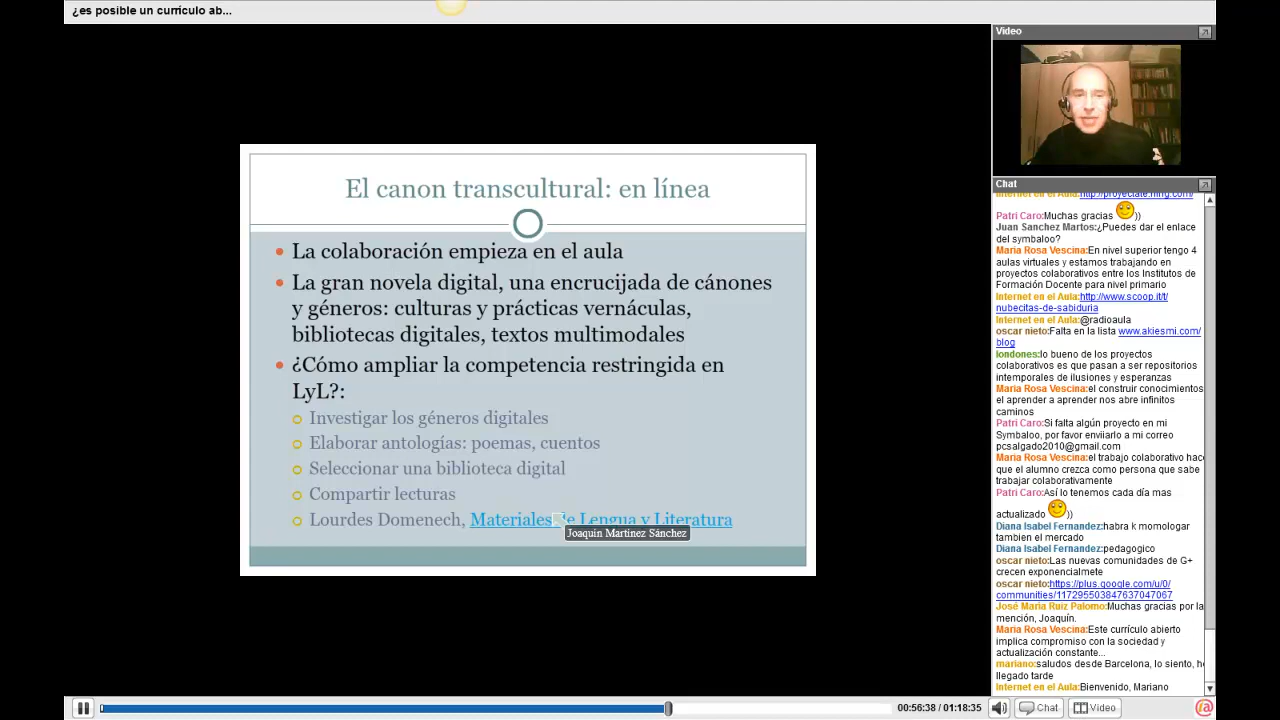 ¿es posible un curriculo ab...
El canon transcultural: en línea
La colaboración empieza en el aula
La gran novela digital, una encrucijada de cánones
y géneros: culturas y prácticas vernáculas,
bibliotecas digitales, textos multimodales
¿Cómo ampliar la competencia restringida en
LyL?:
Investigar los géneros digitales
Elaborar antologías: poemas, cuentos
Seleccionar una biblioteca digital
Compartir lecturas
Lourdes Domenech, Materiales de Lengua y Literatura
Joaquín Martínez Sánchez
Video
Chat
Internet en el Aula:http://proyectate.ning.com/
Patri Caro:Muchas gracias ))
Juan Sanchez Martos:¿Puedes dar el enlace
del symbaloo?
Maria Rosa Vescina:En nivel superior tengo 4
aulas virtuales y estamos trabajando en
proyectos colaborativos entre los Institutos de
Formación Docente para nivel primario
Internet en el Aula:http://www.scoop.it/t/
nubecitas-de-sabiduria
Internet en el Aula:@radioaula
oscar nieto:Falta en la lista www.akiesmi.com/
blog
londones:lo bueno de los proyectos
colaborativos es que pasan a ser repositorios
intemporales de ilusiones y esperanzas
Maria Rosa Vescina:el construir conocimientos
el aprender a aprender nos abre infinitos
caminos
Patri Caro:Si falta algún proyecto en mi
Symbaloo, por favor enviarlo a mi correo
pcsalgado2010@gmail.com
Maria Rosa Vescina:el trabajo colaborativo hac
que el alumno crezca como persona que sabe
trabajar colaborativamente
Patri Caro:Así lo tenemos cada día mas
actualizado ))
Diana Isabel Fernandez:habra k momologar
tambien el mercado
Diana Isabel Fernandez:pedagogico
oscar nieto:Las nuevas comunidades de G+
crecen exponencialmete
oscar nieto:https://plus.google.com/u/0/
communities/117295503847637047067
José María Ruiz Palomo:Muchas gracias por la
mención, Joaquín.
Maria Rosa Vescina:Este currículo abierto
implica compromiso con la sociedad y
actualización constante...
mariano:saludos desde Barcelona, lo siento, he
llegado tarde
Internet en el Aula:Bienvenido, Mariano
00:56:38 / 01:18:35
Chat
Video